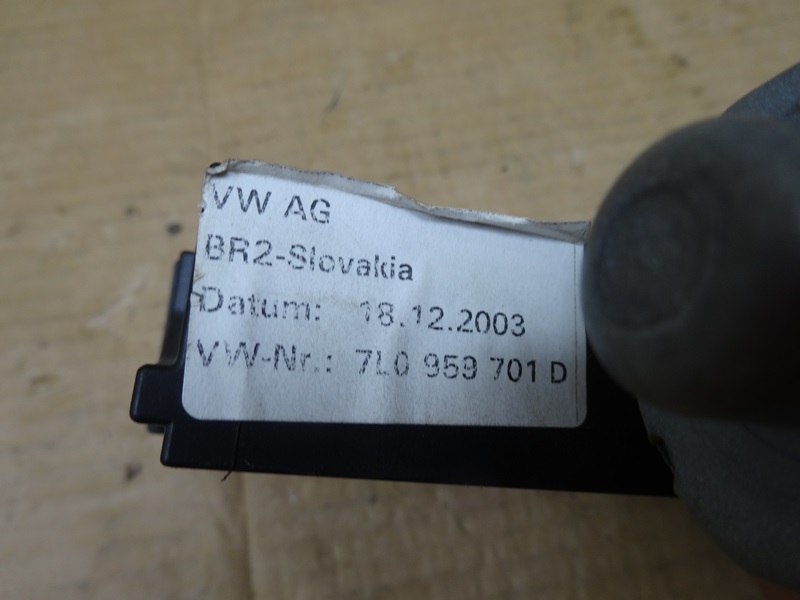 VW AG
BR2-Slovakia
Datum: 18.12.2003
VW-Nr.: 7L0 959 701 D